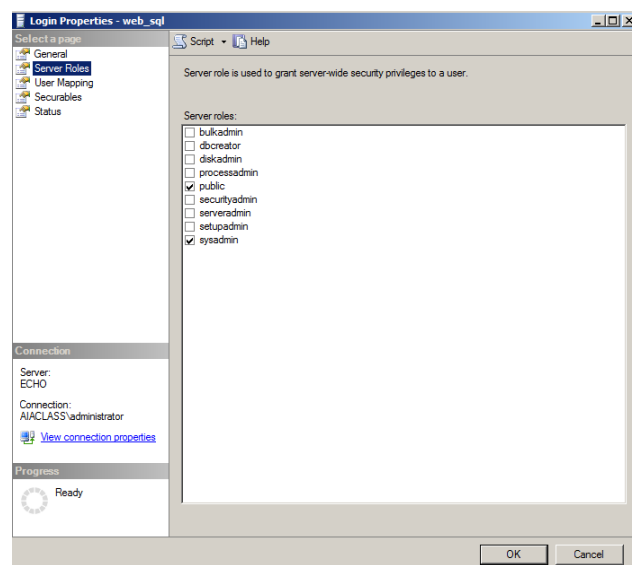 Login Properties - web_sql
Select a page
General
Server Roles
User Mapping
Securables
Status
Script Help
Server role is used to grant server-wide security privileges to a user.
Server roles:
bulkadmin
dbcreator
diskadmin
processadmin
public
securityadmin
serveradmin
setupadmin
sysadmin
Connection
Server:
ECHO
Connection:
AIACLASS\administrator
View connection properties
Progress
Ready
OK Cancel